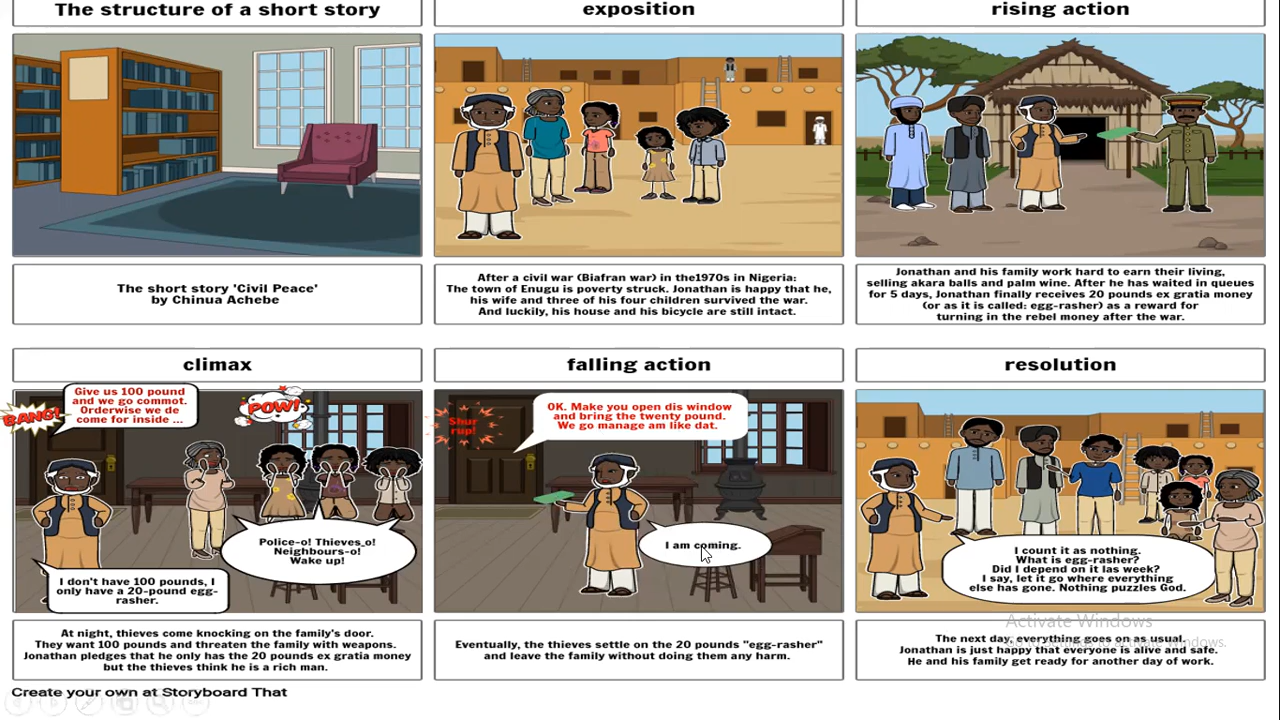 The structure of a short story
exposition
rising action
The short story 'Civil Peace'
by Chinua Achebe
After a civil war (Biafran war) in the1970s in Nigeria:
The town of Enugu is poverty struck. Jonathan is happy that he,
his wife and three of his four children survived the war.
And luckily, his house and his bicycle are still intact.
Jonathan and his family work hard to earn their living,
selling akara balls and palm wine. After he has waited in queues
for 5 days, Jonathan finally receives 20 pounds ex gratia money
(or as it is called: egg-rasher) as a reward for
turning in the rebel money after the war.
climax
falling action
resolution
BANG!
Give us 100 pound
and we go commot.
Orderwise we de
come for inside ...
POW!
Police-o! Thieves_o!
Neighbours-o!
Wake up!
I don't have 100 pounds, I
only have a 20-pound egg-
rasher.
Shur
rup!
OK. Make you open dis window
and bring the twenty pound.
We go manage am like dat.
I am coming.
I count it as nothing.
What is egg-rasher?
Did I depend on it las week?
I say, let it go where everything
else has gone. Nothing puzzles God.
At night, thieves come knocking on the family's door.
They want 100 pounds and threaten the family with weapons.
Jonathan pledges that he only has the 20 pounds ex gratia money
but the thieves think he is a rich man.
Eventually, the thieves settle on the 20 pounds "egg-rasher"
and leave the family without doing them any harm.
Activate Windows
The next day, everything goes on as usual.
Jonathan is just happy that everyone is alive and safe.
He and his family get ready for another day of work.
Create your own at Storyboard That